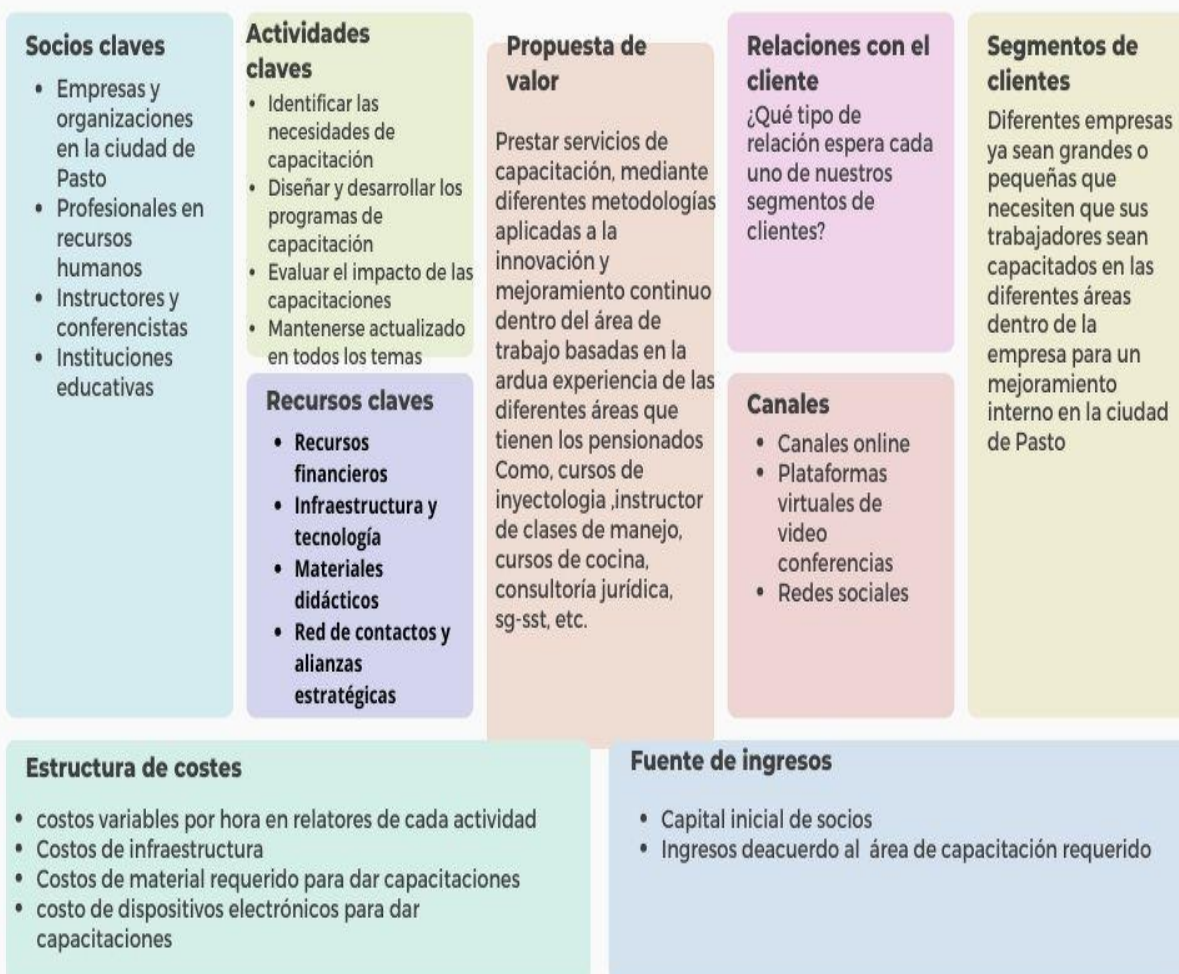 Socios claves
• Empresas y
organizaciones
en la ciudad de
Pasto
• Profesionales en
recursos
humanos
• Instructores y
conferencistas
• Instituciones
educativas
Actividades
claves
• Identificar las
necesidades de
capacitación
• Diseñar y desarrollar los
programas de
capacitación
• Evaluar el impacto de las
capacitaciones
• Mantenerse actualizado
en todos los temas
Recursos claves
• Recursos
financieros
• Infraestructura y
tecnología
• Materiales
didácticos
• Red de contactos y
alianzas
estratégicas
Propuesta de
valor
Prestar servicios de
capacitación, mediante
diferentes metodologías
aplicadas a la
innovación y
mejoramiento continuo
dentro del área de
trabajo basadas en la
ardua experiencia de las
diferentes áreas que
tienen los pensionados
Como, cursos de
inyectologia ,instructor
de clases de manejo,
cursos de cocina,
consultoría jurídica,
sg-sst, etc.
Relaciones con el
cliente
¿Qué tipo de
relación espera cada
uno de nuestros
segmentos de
clientes?
Canales
• Canales online
• Plataformas
virtuales de
video
conferencias
• Redes sociales
Segmentos de
clientes
Diferentes empresas
ya sean grandes o
pequeñas que
necesiten que sus
trabajadores sean
capacitados en las
diferentes áreas
dentro de la
empresa para un
mejoramiento
interno en la ciudad
de Pasto
Estructura de costes
• costos variables por hora en relatores de cada actividad
• Costos de infraestructura
• Costos de material requerido para dar capacitaciones
• costo de dispositivos electrónicos para dar
capacitaciones
Fuente de ingresos
• Capital inicial de socios
• Ingresos deacuerdo al área de capacitación requerido